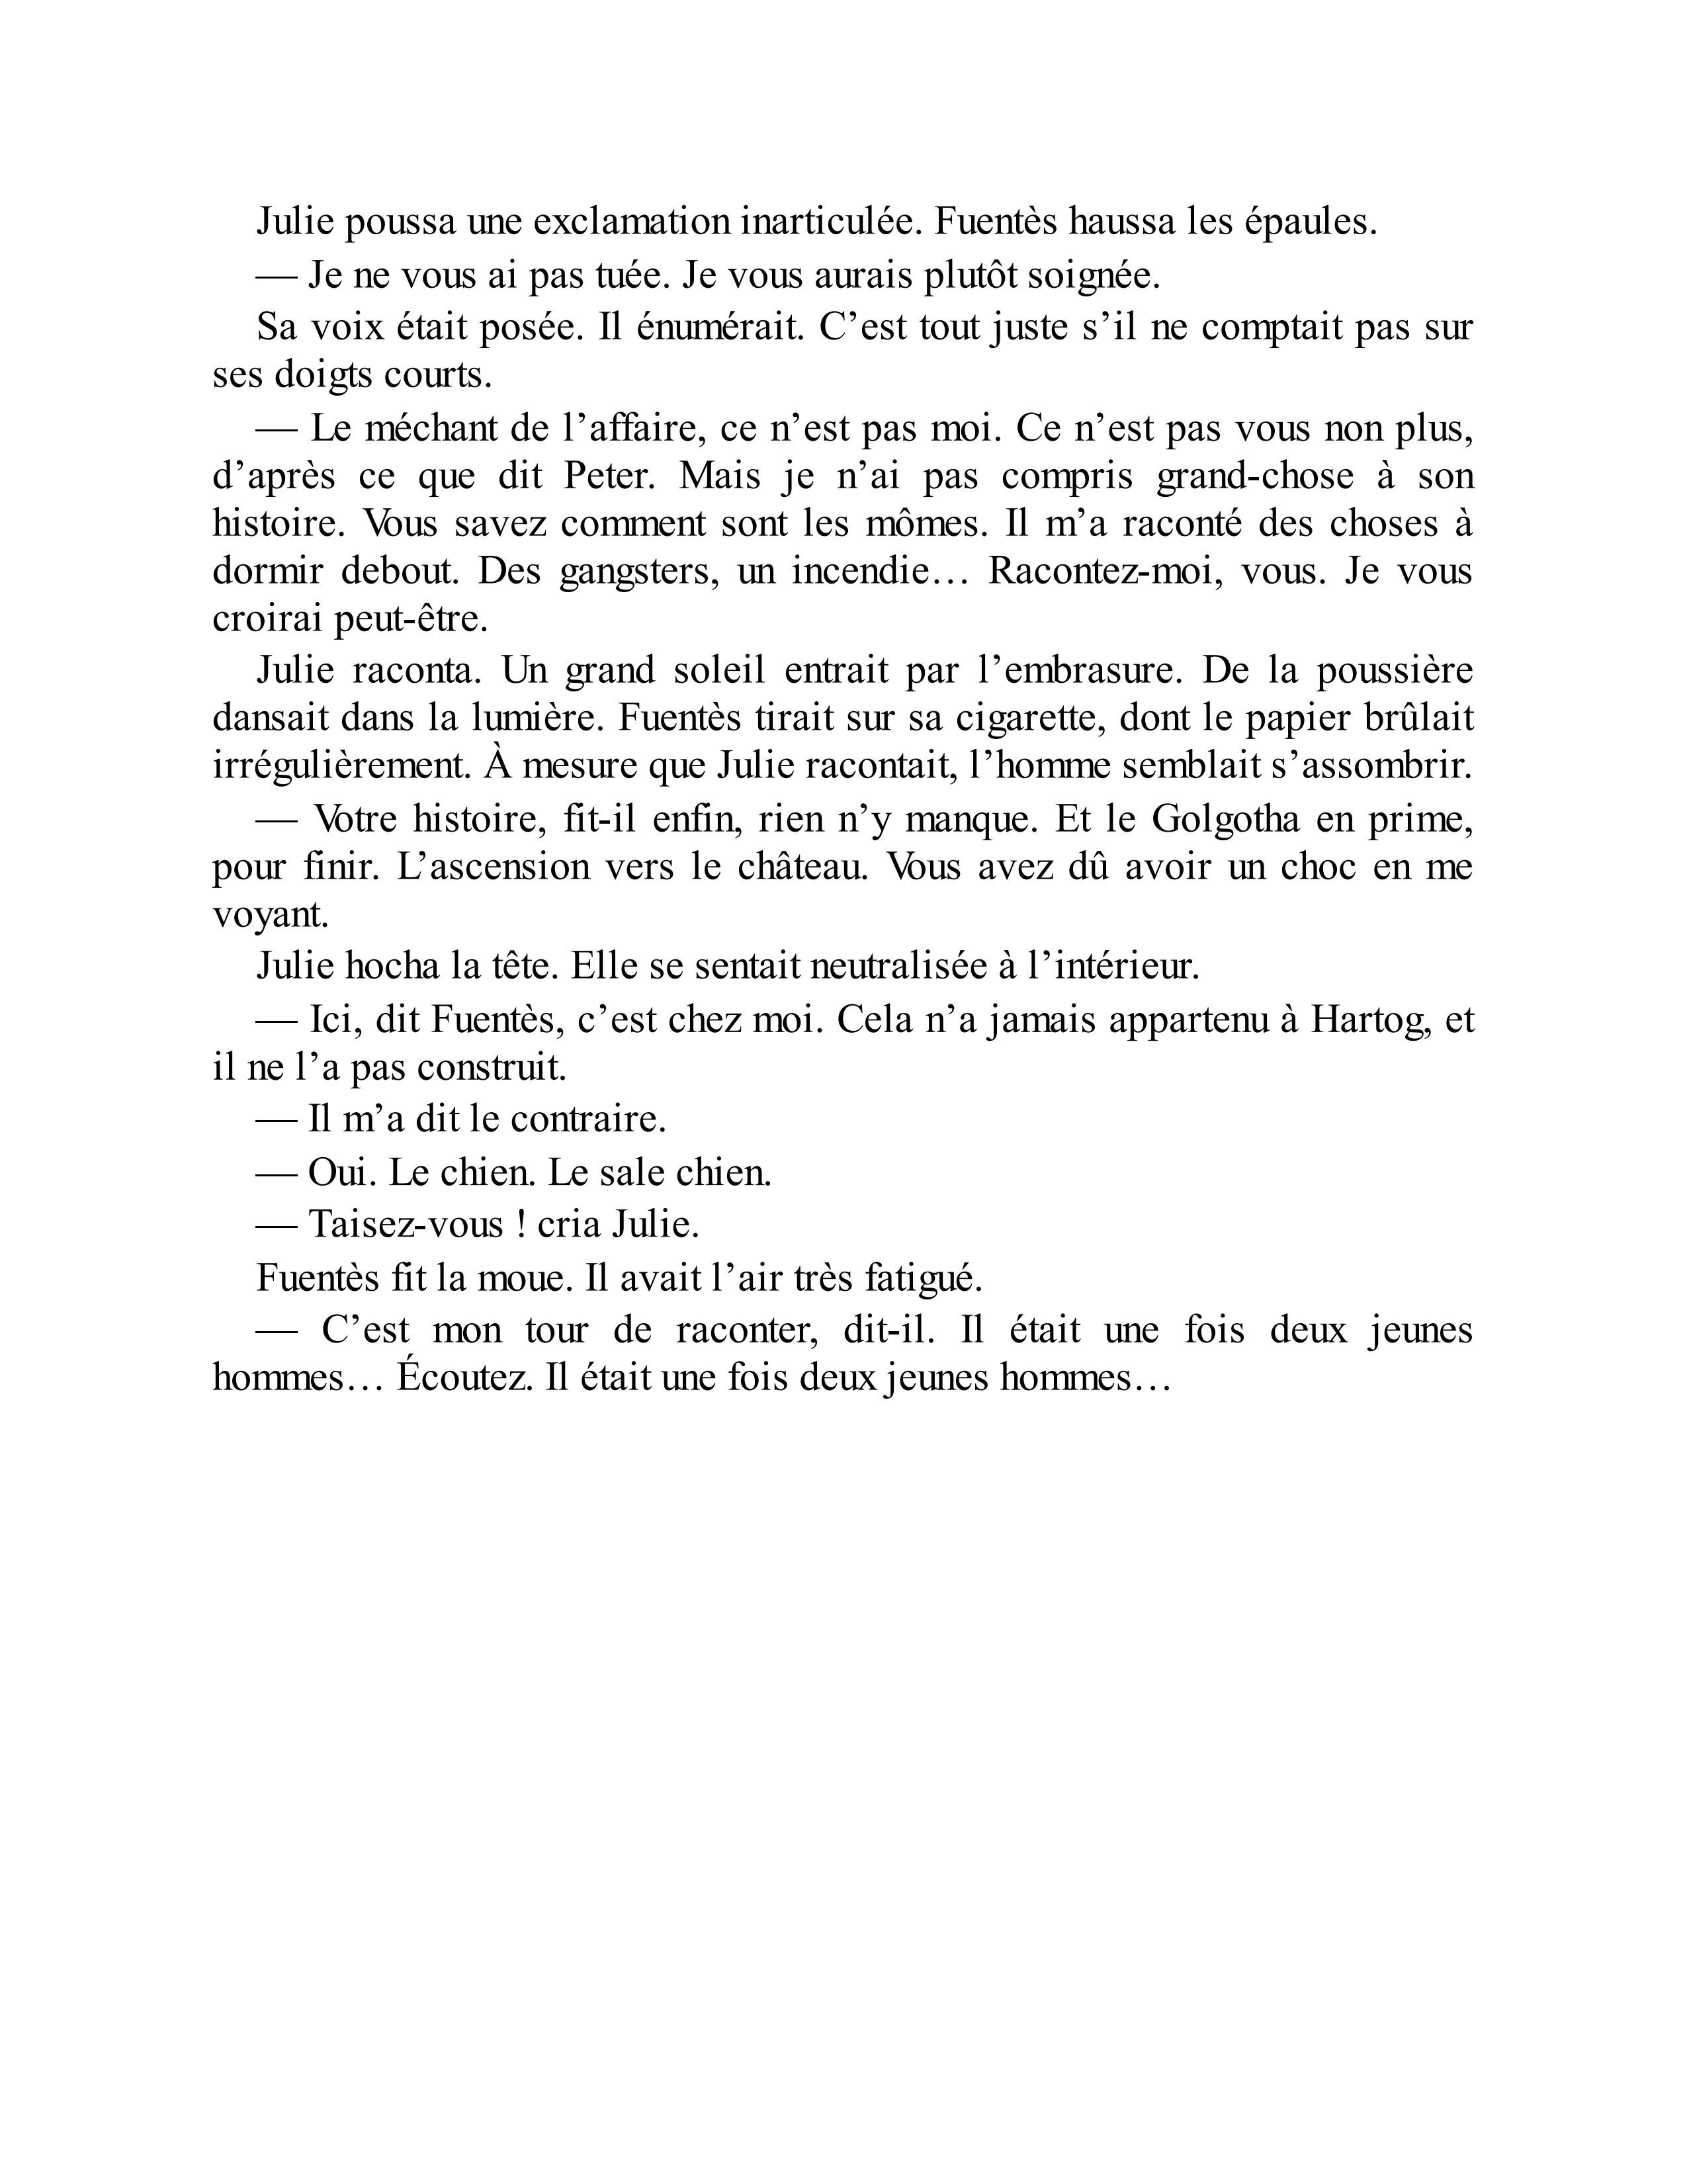 Julie poussa une exclamation inarticulée. Fuentès haussa les épaules.
— Je ne vous ai pas tuée. Je vous aurais plutôt soignée.
Sa voix était posée. Il énumérait. C’est tout juste s’il ne comptait pas sur
ses doigts courts.
— Le méchant de l’affaire, ce n’est pas moi. Ce n’est pas vous non plus,
d’après ce que dit Peter. Mais je n’ai pas compris grand-chose à son
histoire. Vous savez comment sont les mômes. Il m’a raconté des choses à
dormir debout. Des gangsters, un incendie… Racontez-moi, vous. Je vous
croirai peut-être.
Julie raconta. Un grand soleil entrait par l’embrasure. De la poussière
dansait dans la lumière. Fuentès tirait sur sa cigarette, dont le papier brûlait
irrégulièrement. À mesure que Julie racontait, l’homme semblait s’assombrir.
— Votre histoire, fit-il enfin, rien n’y manque. Et le Golgotha en prime,
pour finir. L’ascension vers le château. Vous avez dû avoir un choc en me
voyant.
Julie hocha la tête. Elle se sentait neutralisée à l’intérieur.
— Ici, dit Fuentès, c’est chez moi. Cela n’a jamais appartenu à Hartog, et
il ne l’a pas construit.
— Il m’a dit le contraire.
— Oui. Le chien. Le sale chien.
— Taisez-vous ! cria Julie.
Fuentès fit la moue. Il avait l’air très fatigué.
— C’est mon tour de raconter, dit-il. Il était une fois deux jeunes
hommes… Écoutez. Il était une fois deux jeunes hommes…